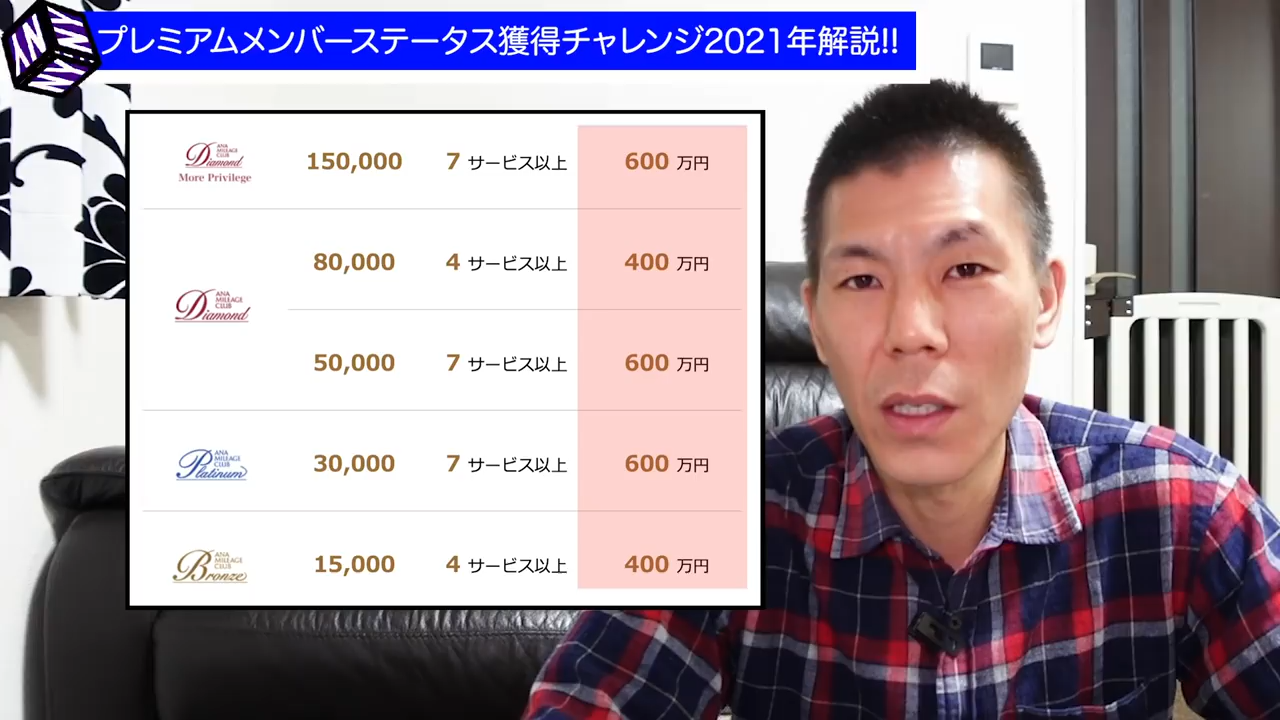 プレミアムメンバーステータス獲得チャレンジ2021年解説!!
ANA MILEAGE CLUB
Diamond
More Privilege
150,000 7 サービス以上 600 万円
80,000 4 サービス以上 400 万円
ANA MILEAGE CLUB
Diamond
50,000 7 サービス以上 600 万円
ANA MILEAGE CLUB
Platinum
30,000 7 サービス以上 600 万円
ANA MILEAGE CLUB
Bronze
15,000 4 サービス以上 400 万円